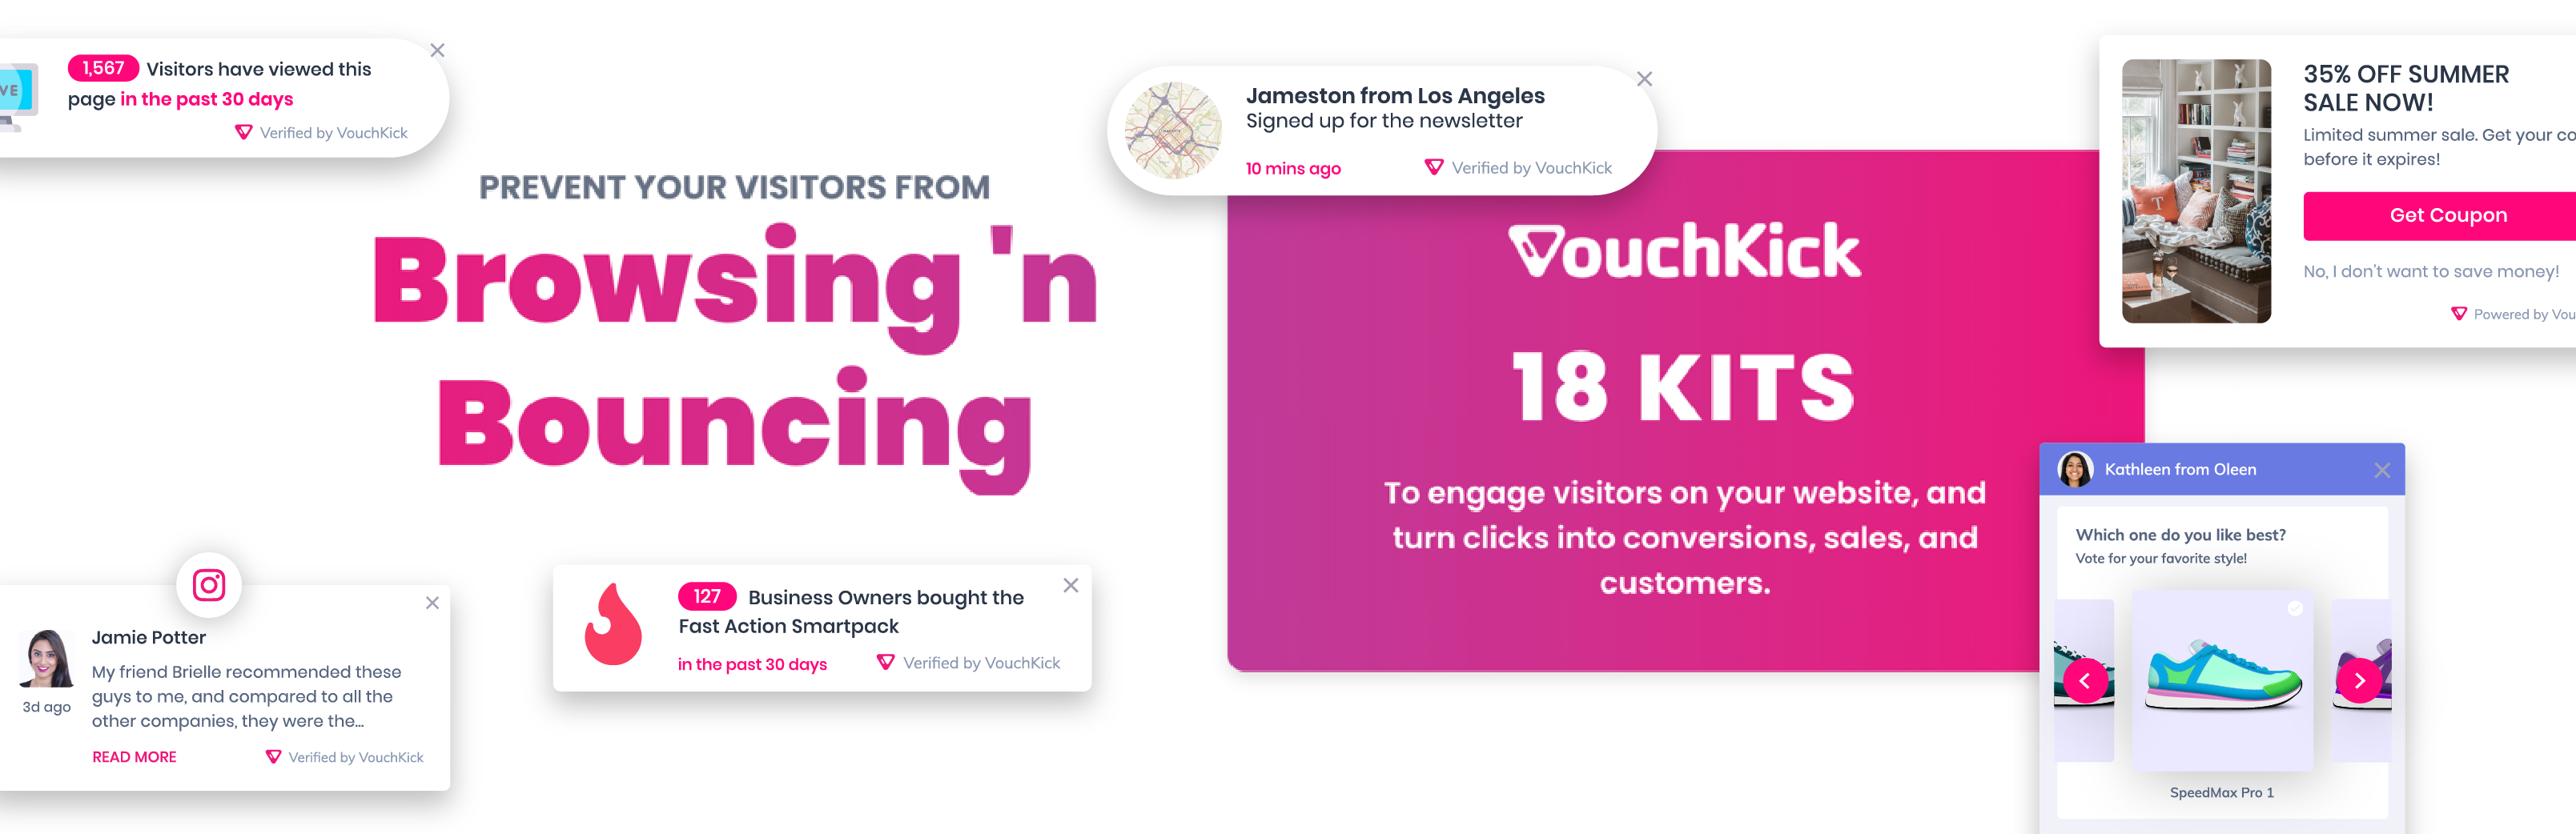 VE
1,567 Visitors have viewed this
page in the past 30 days
Verified by VouchKick
PREVENT YOUR VISITORS FROM
Browsing 'n
Bouncing
Jamie Potter
My friend Brielle recommended these
guys to me, and compared to all the
other companies, they were the...
3d ago
READ MORE
Verified by VouchKick
127 Business Owners bought the
Fast Action Smartpack
in the past 30 days
Verified by VouchKick
Jameston from Los Angeles
Signed up for the newsletter
10 mins ago
Verified by VouchKick
VouchKick
18 KITS
To engage visitors on your website, and
turn clicks into conversions, sales, and
customers.
35% OFF SUMMER
SALE NOW!
Limited summer sale. Get your co
before it expires!
Get Coupon
No, I don't want to save money!
Powered by Vou
Kathleen from Oleen
Which one do you like best?
Vote for your favorite style!
SpeedMax Pro 1